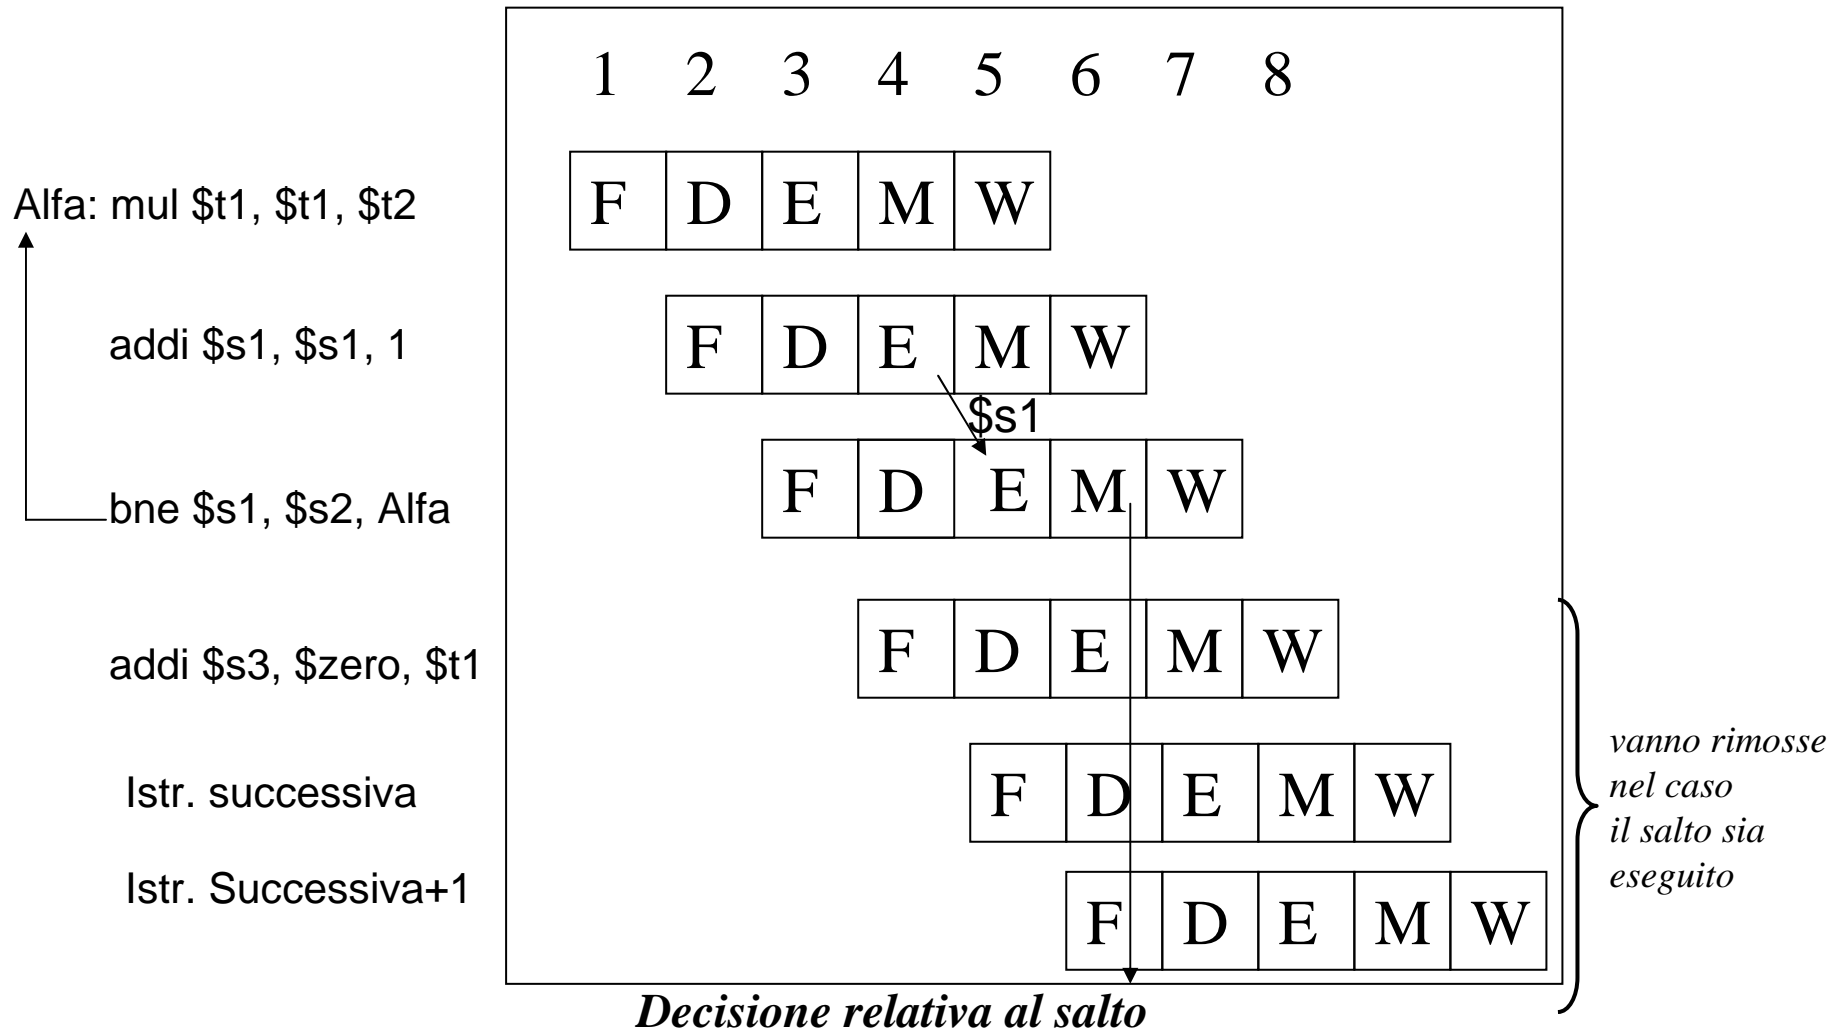 1 2 3 4 5 6 7 8
Alfa: mul $t1, $t1, $t2
F D E M W
addi $s1, $s1, 1
F D E M W
$s1
bne $s1, $s2, Alfa
F D E M W
addi $s3, $zero, $t1
F D E M W
Istr. successiva
F D E M W
Istr. Successiva+1
F D E M W
vanno rimosse
nel caso
il salto sia
eseguito
Decisione relativa al salto